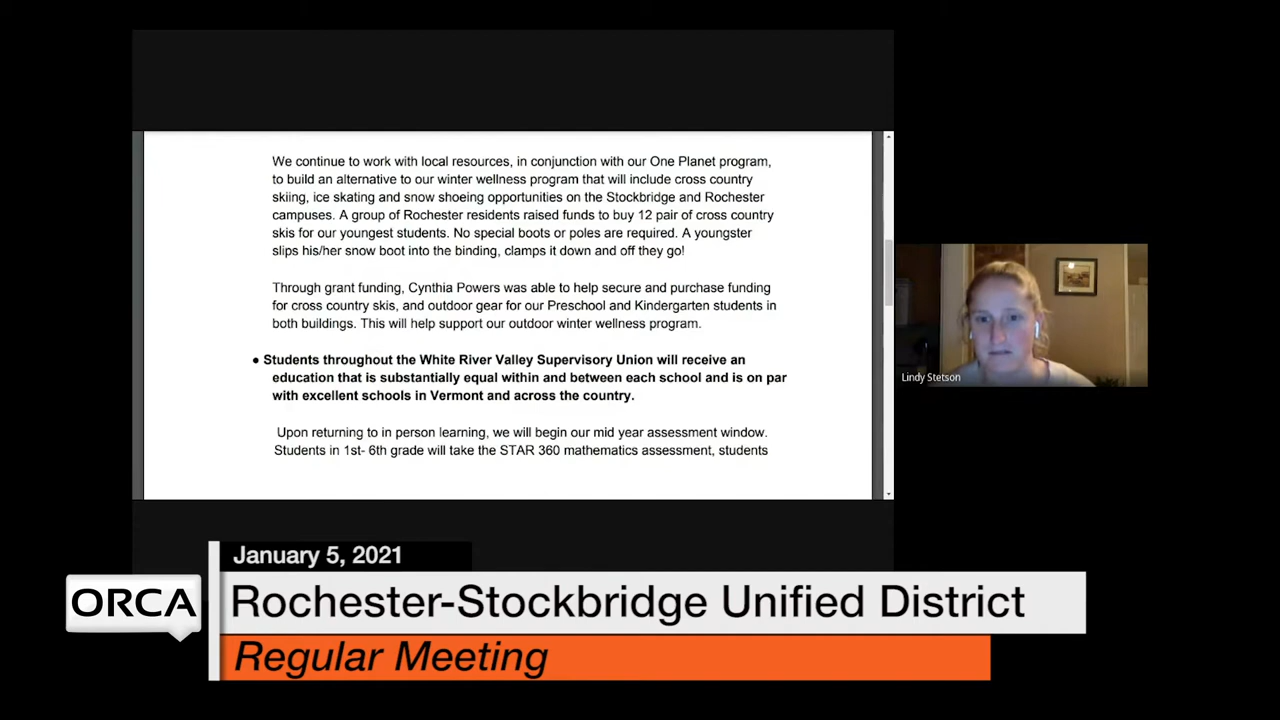 We continue to work with local resources, in conjunction with our One Planet program,
to build an alternative to our winter wellness program that will include cross country
skiing, ice skating and snow shoeing opportunities on the Stockbridge and Rochester
campuses. A group of Rochester residents raised funds to buy 12 pair of cross country
skis for our youngest students. No special boots or poles are required. A youngster
slips his/her snow boot into the binding, clamps it down and off they go!
Through grant funding, Cynthia Powers was able to help secure and purchase funding
for cross country skis, and outdoor gear for our Preschool and Kindergarten students in
both buildings. This will help support our outdoor winter wellness program.
● Students throughout the White River Valley Supervisory Union will receive an
education that is substantially equal within and between each school and is on par
with excellent schools in Vermont and across the country.
Upon returning to in person learning, we will begin our mid year assessment window.
Students in 1st- 6th grade will take the STAR 360 mathematics assessment, students
Lindy Stetson
January 5, 2021
ORCA
Rochester-Stockbridge Unified District
Regular Meeting